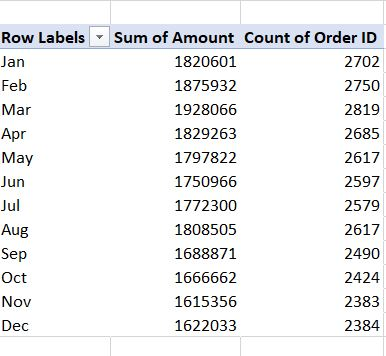 Row Labels Sum of Amount Count of Order ID
Jan 1820601 2702
Feb 1875932 2750
Mar 1928066 2819
Apr 1829263 2685
May 1797822 2617
Jun 1750966 2597
Jul 1772300 2579
Aug 1808505 2617
Sep 1688871 2490
Oct 1666662 2424
Nov 1615356 2383
Dec 1622033 2384